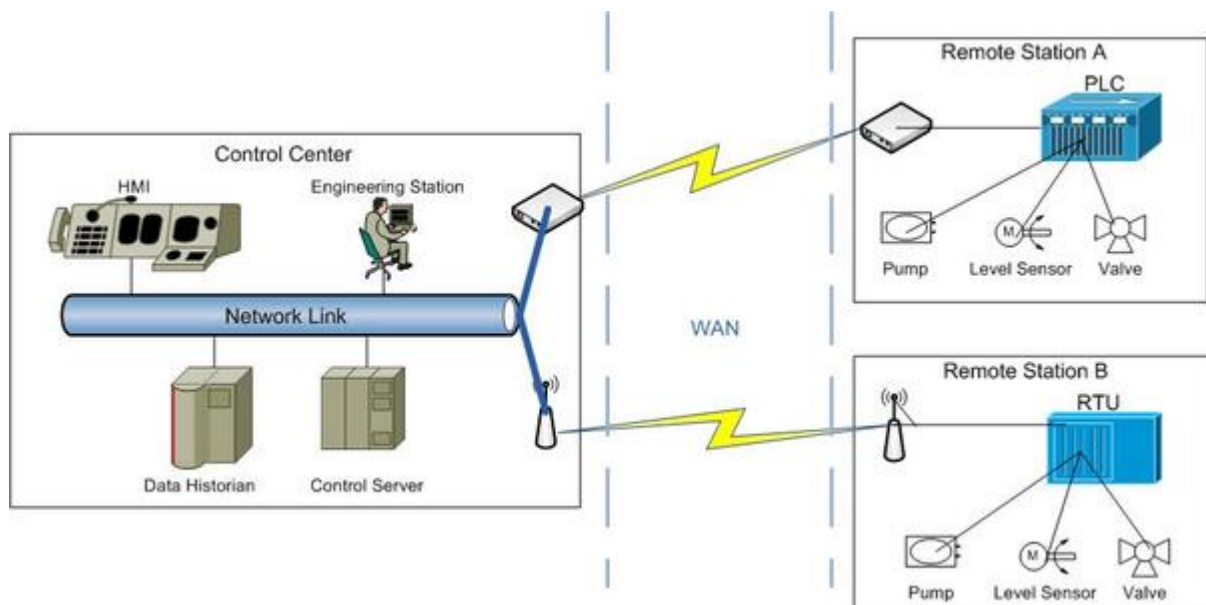 Control Center
HMI
Engineering Station
Network Link
Data Historian
Control Server
WAN
Remote Station A
PLC
M
Pump
Level Sensor
Valve
Remote Station B
RTU
M
Pump
Level Sensor
Valve